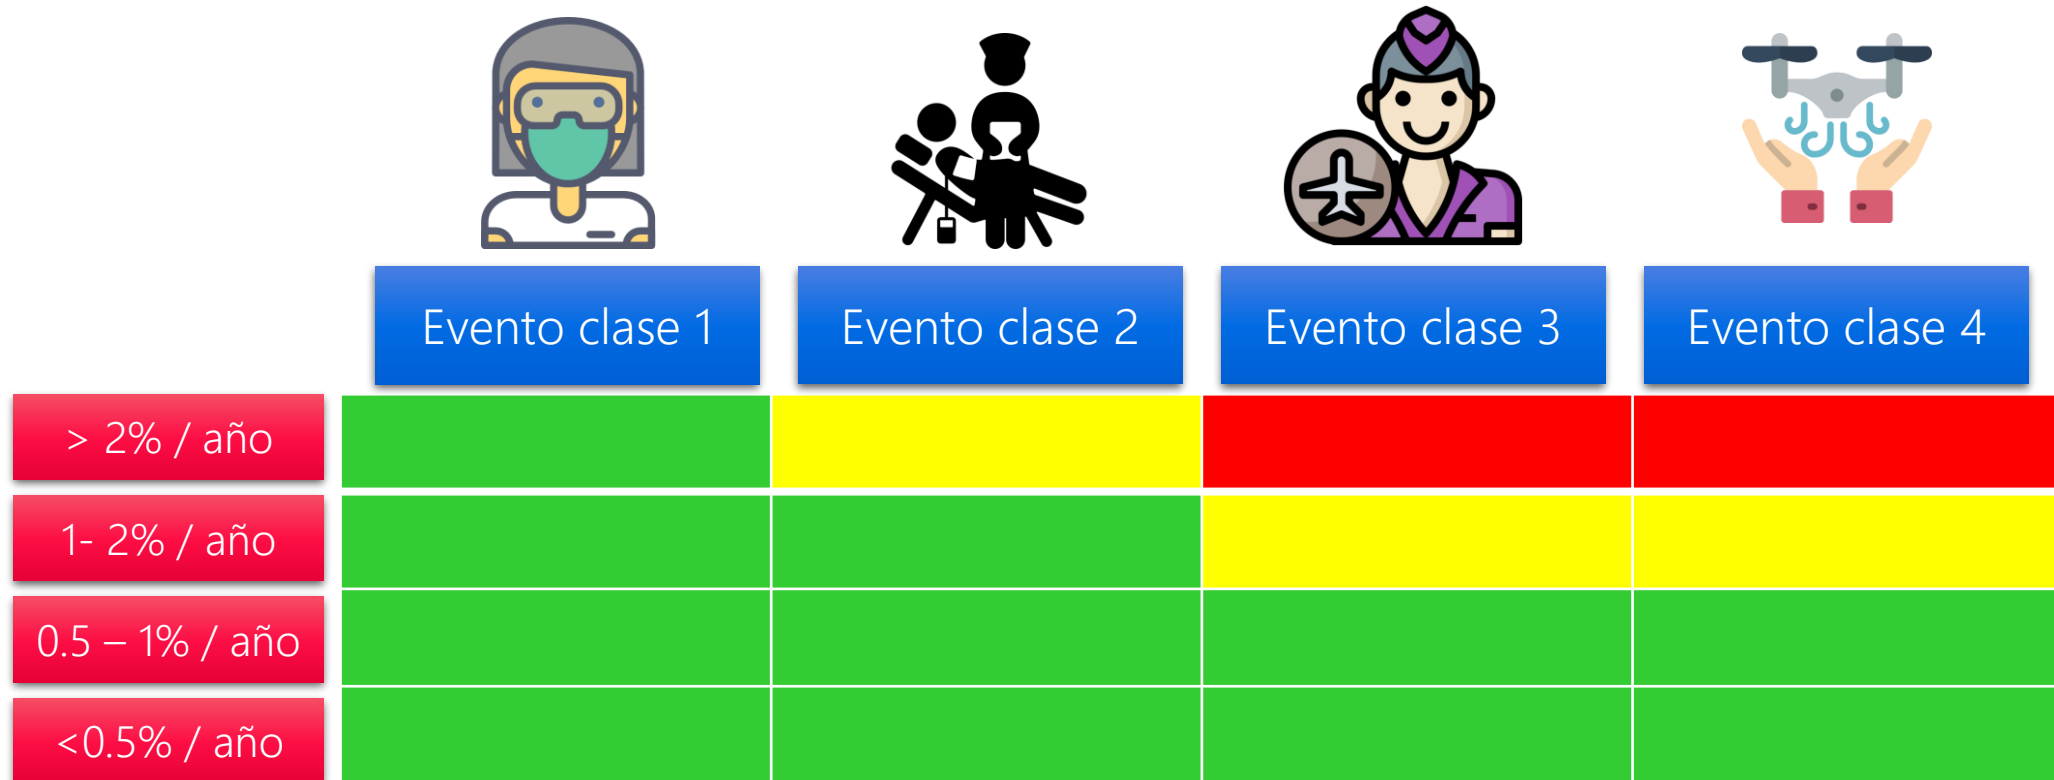 Evento clase 1
Evento clase 2
Evento clase 3
Evento clase 4
> 2% / año
1- 2% / año
0.5 – 1% / año
<0.5% / año